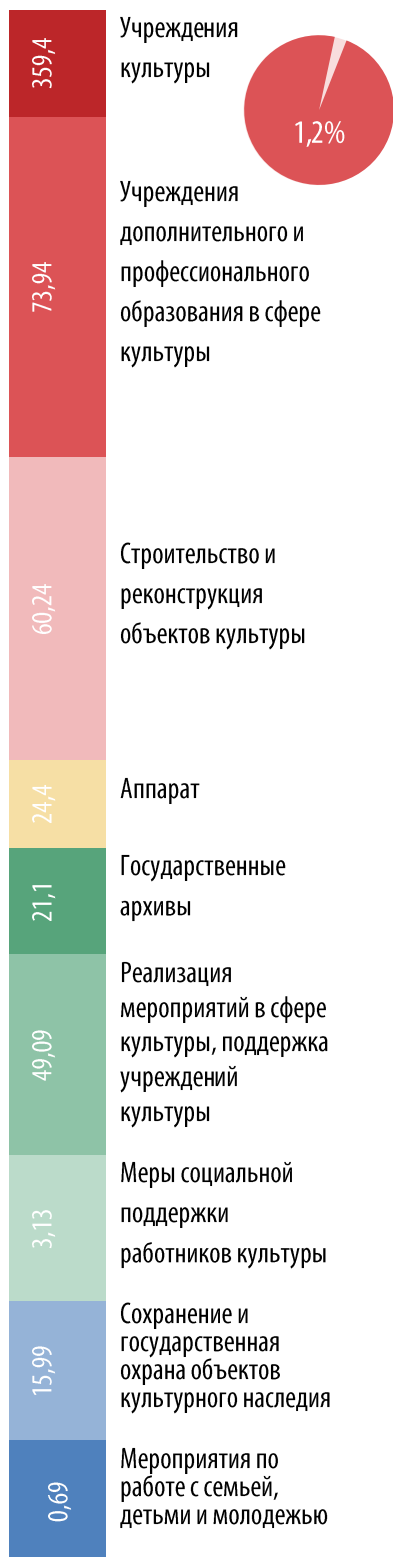 359,4
Учреждения
культуры
1,2%
73,94
Учреждения
дополнительного и
профессионального
образования в сфере
культуры
60,24
Строительство и
реконструкция
объектов культуры
24,4
Аппарат
21,1
Государственные
архивы
49,09
Реализация
мероприятий в сфере
культуры, поддержка
учреждений
культуры
3,13
Меры социальной
поддержки
работников культуры
15,99
Сохранение и
государственная
охрана объектов
культурного наследия
0,69
Мероприятия по
работе с семьей,
детьми и молодежью